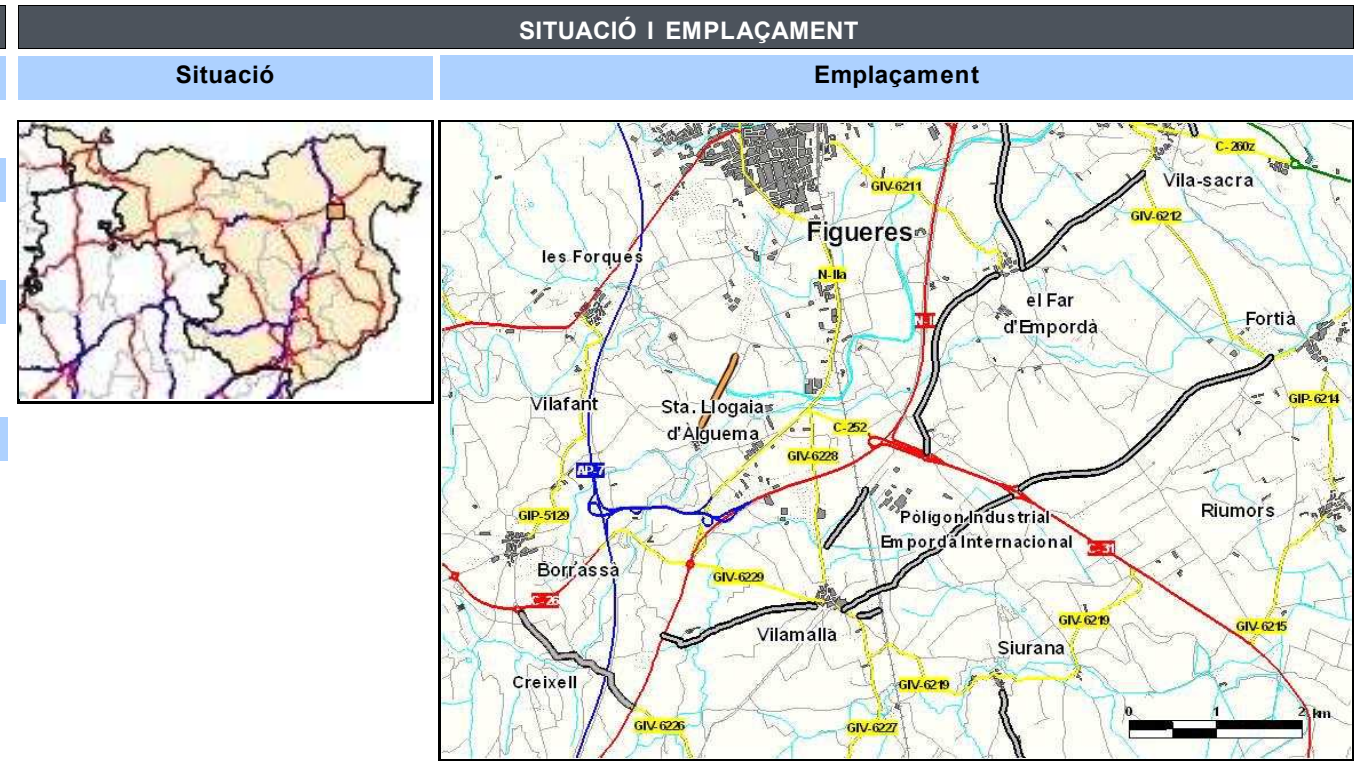 SITUACIÓ I EMPLAÇAMENT
Situació
Emplaçament
C-260z
Vila-sacra
GIV-6211
GIV-6212
Figueres
les Forques
N-IIa
el Far
d'Empordà
Fortià
GIP-6214
Vilafant
Sta. Llogaia
d'Àlguema
C-252
GIV-6228
AP-7
GIP-5129
Polígon Industrial
Empordà Internacional
Riumors
C-31
Borrassà
GIV-6229
C-26
Vilamalla
GIV-6219
GIV-6215
Siurana
Creixell
GIV-6219
GIV-6226
GIV-6227
0 1 2 km